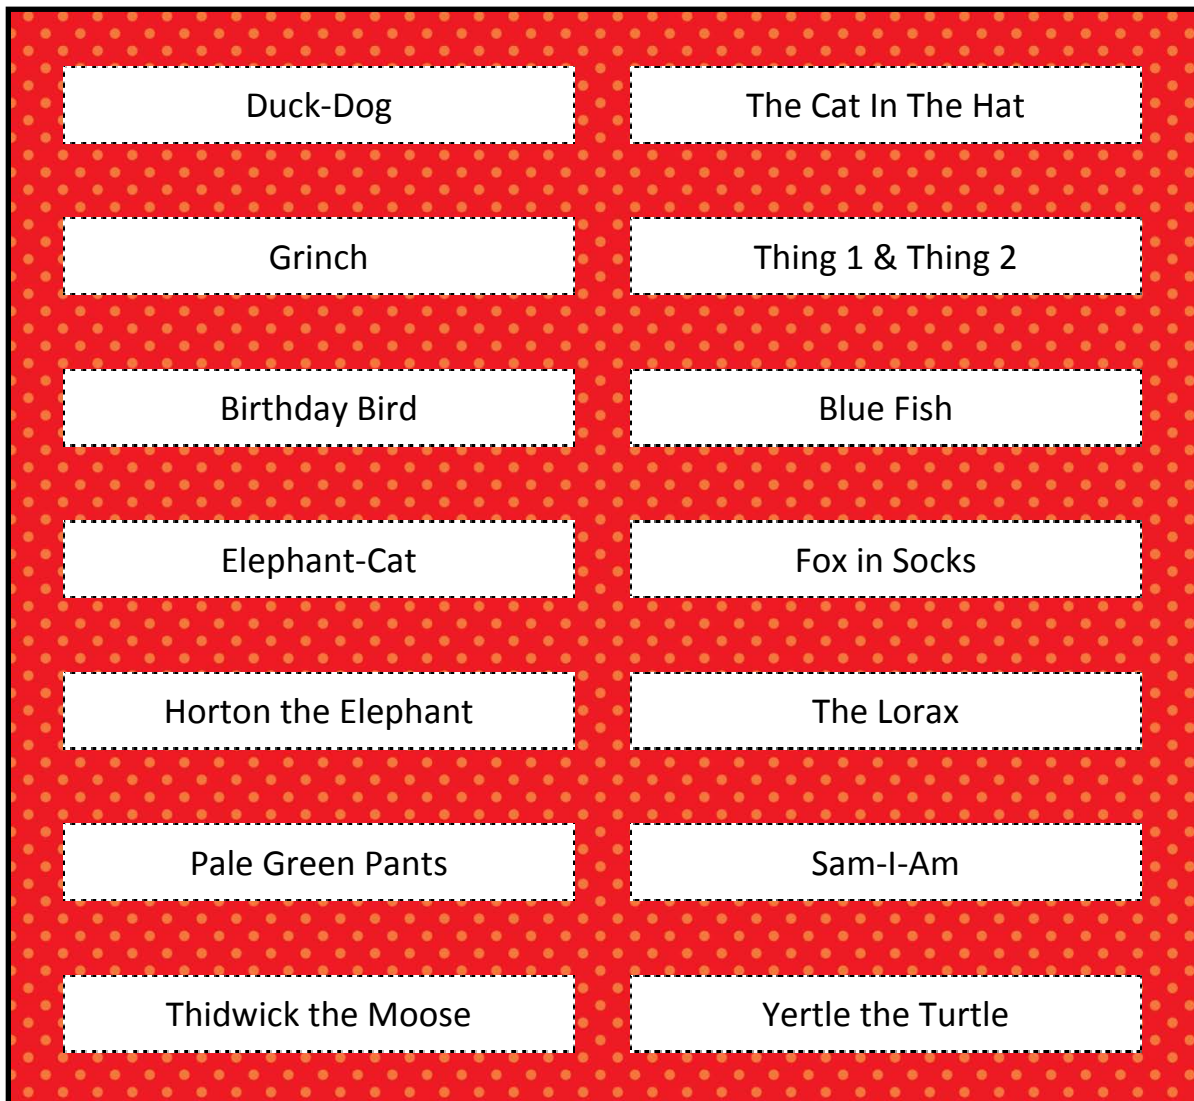 Duck-Dog
The Cat In The Hat
Grinch
Thing 1 & Thing 2
Birthday Bird
Blue Fish
Elephant-Cat
Fox in Socks
Horton the Elephant
The Lorax
Pale Green Pants
Sam-I-Am
Thidwick the Moose
Yertle the Turtle